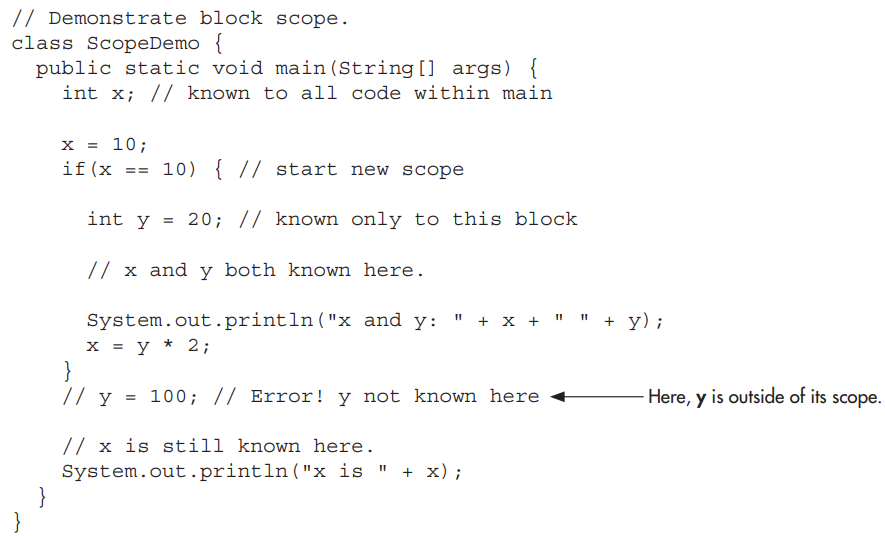 // Demonstrate block scope.
class ScopeDemo {
  public static void main(String[] args) {
    int x; // known to all code within main

    x = 10;
    if(x == 10) { // start new scope

      int y = 20; // known only to this block

      // x and y both known here.

      System.out.println("x and y: " + x + " " + y);
      x = y * 2;
    }
    // y = 100; // Error! y not known here
Here, y is outside of its scope.

    // x is still known here.
    System.out.println("x is " + x);
  }
}